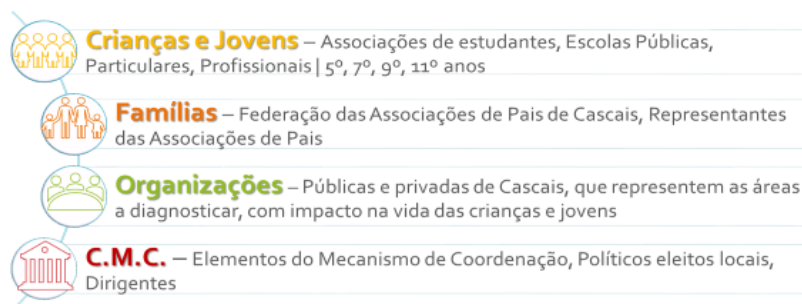 Crianças e Jovens – Associações de estudantes, Escolas Públicas,
Particulares, Profissionais | 5º, 7º, 9º, 11º anos
Famílias – Federação das Associações de Pais de Cascais, Representantes
das Associações de Pais
Organizações – Públicas e privadas de Cascais, que representem as áreas
a diagnosticar, com impacto na vida das crianças e jovens
C.M.C. – Elementos do Mecanismo de Coordenação, Políticos eleitos locais,
Dirigentes